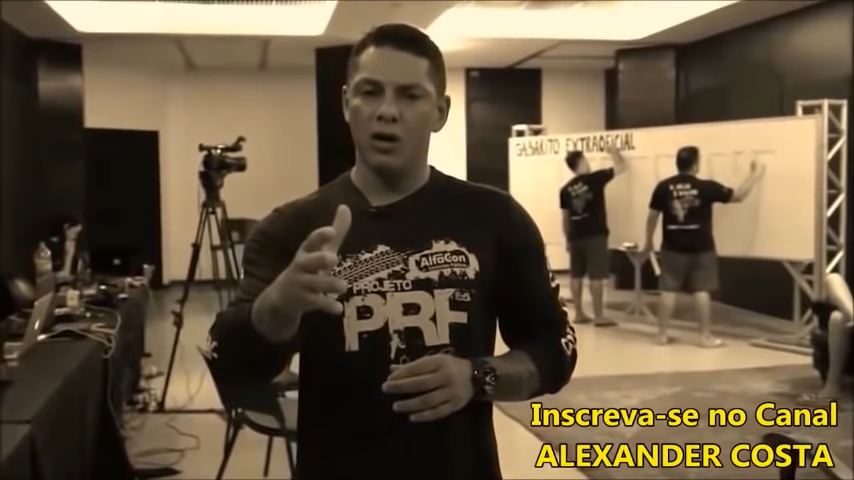 GABARITO EXTRAOFICIAL
AlfaCon
PROJETO
PRF
Inscreva-se no Canal
ALEXANDER COSTA